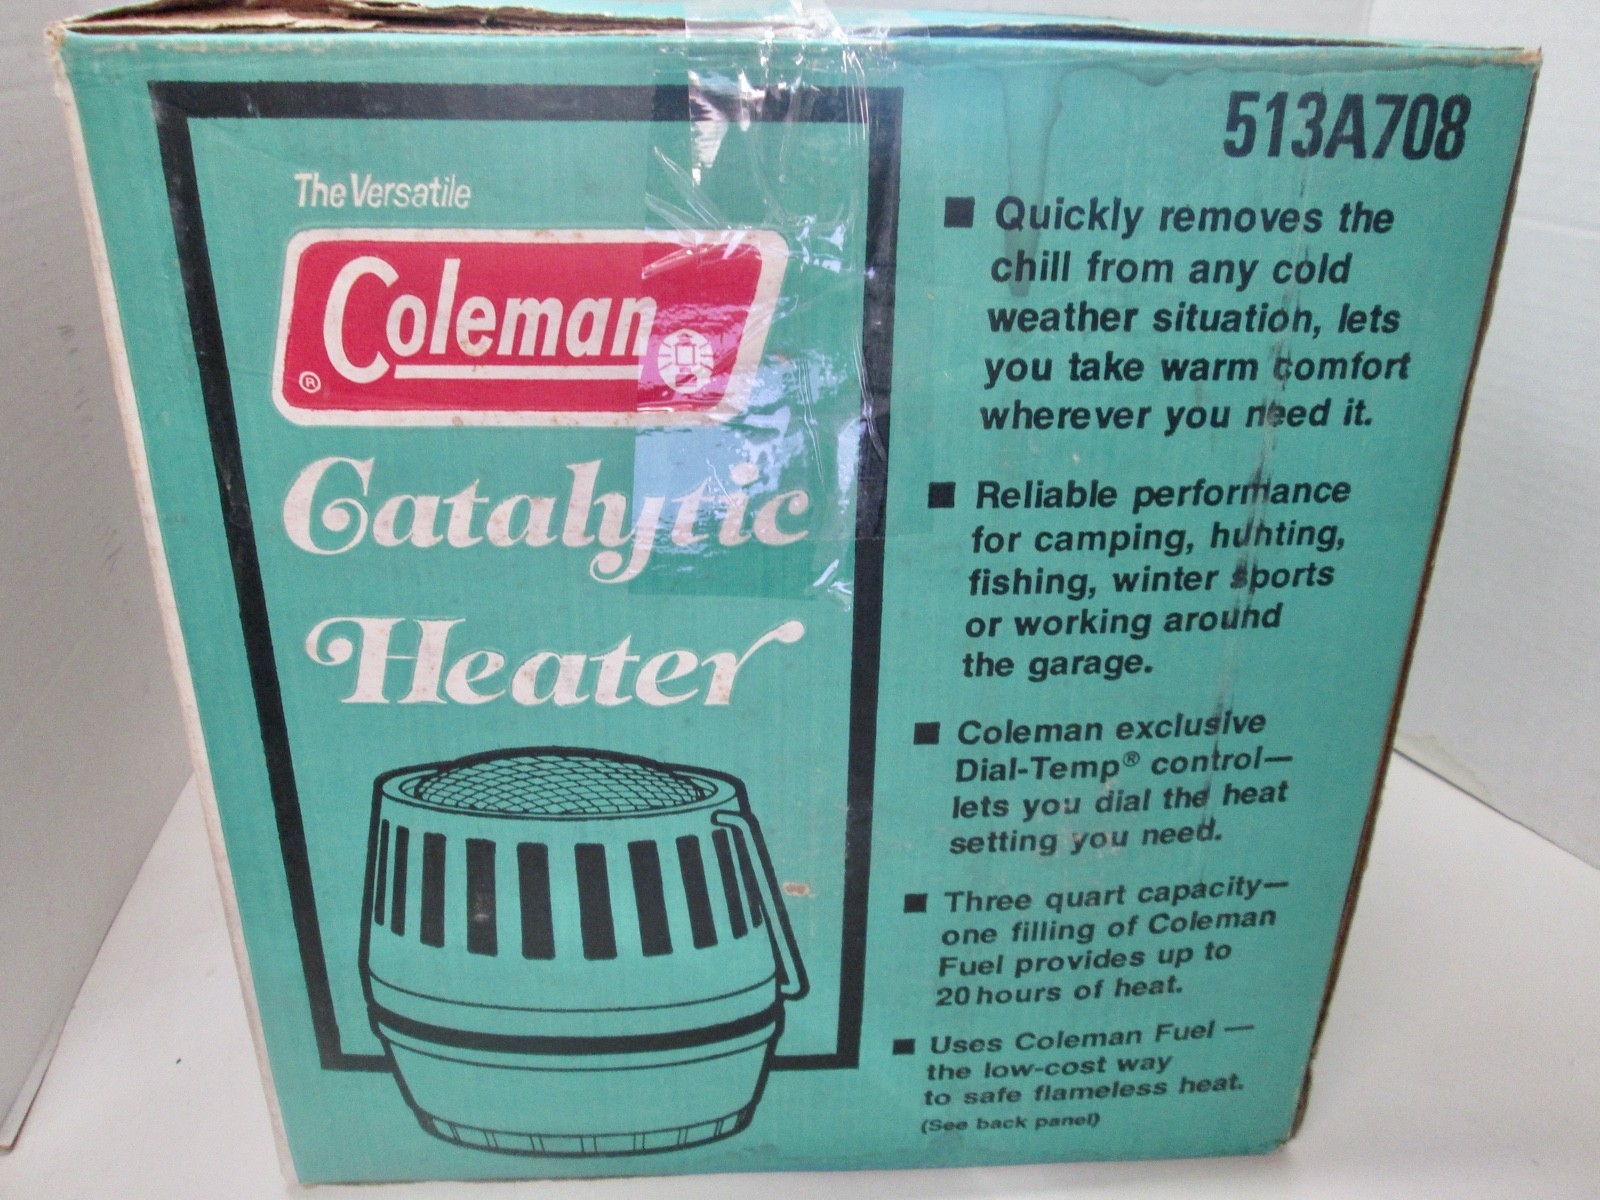 The Versatile
Coleman
®
Catalytic
Heater
513A708
■ Quickly removes the
chill from any cold
weather situation, lets
you take warm comfort
wherever you need it.
■ Reliable performance
for camping, hunting,
fishing, winter sports
or working around
the garage.
■ Coleman exclusive
Dial-Temp® control—
lets you dial the heat
setting you need.
■ Three quart capacity—
one filling of Coleman
Fuel provides up to
20 hours of heat.
■ Uses Coleman Fuel —
the low-cost way
to safe flameless heat.
(See back panel)